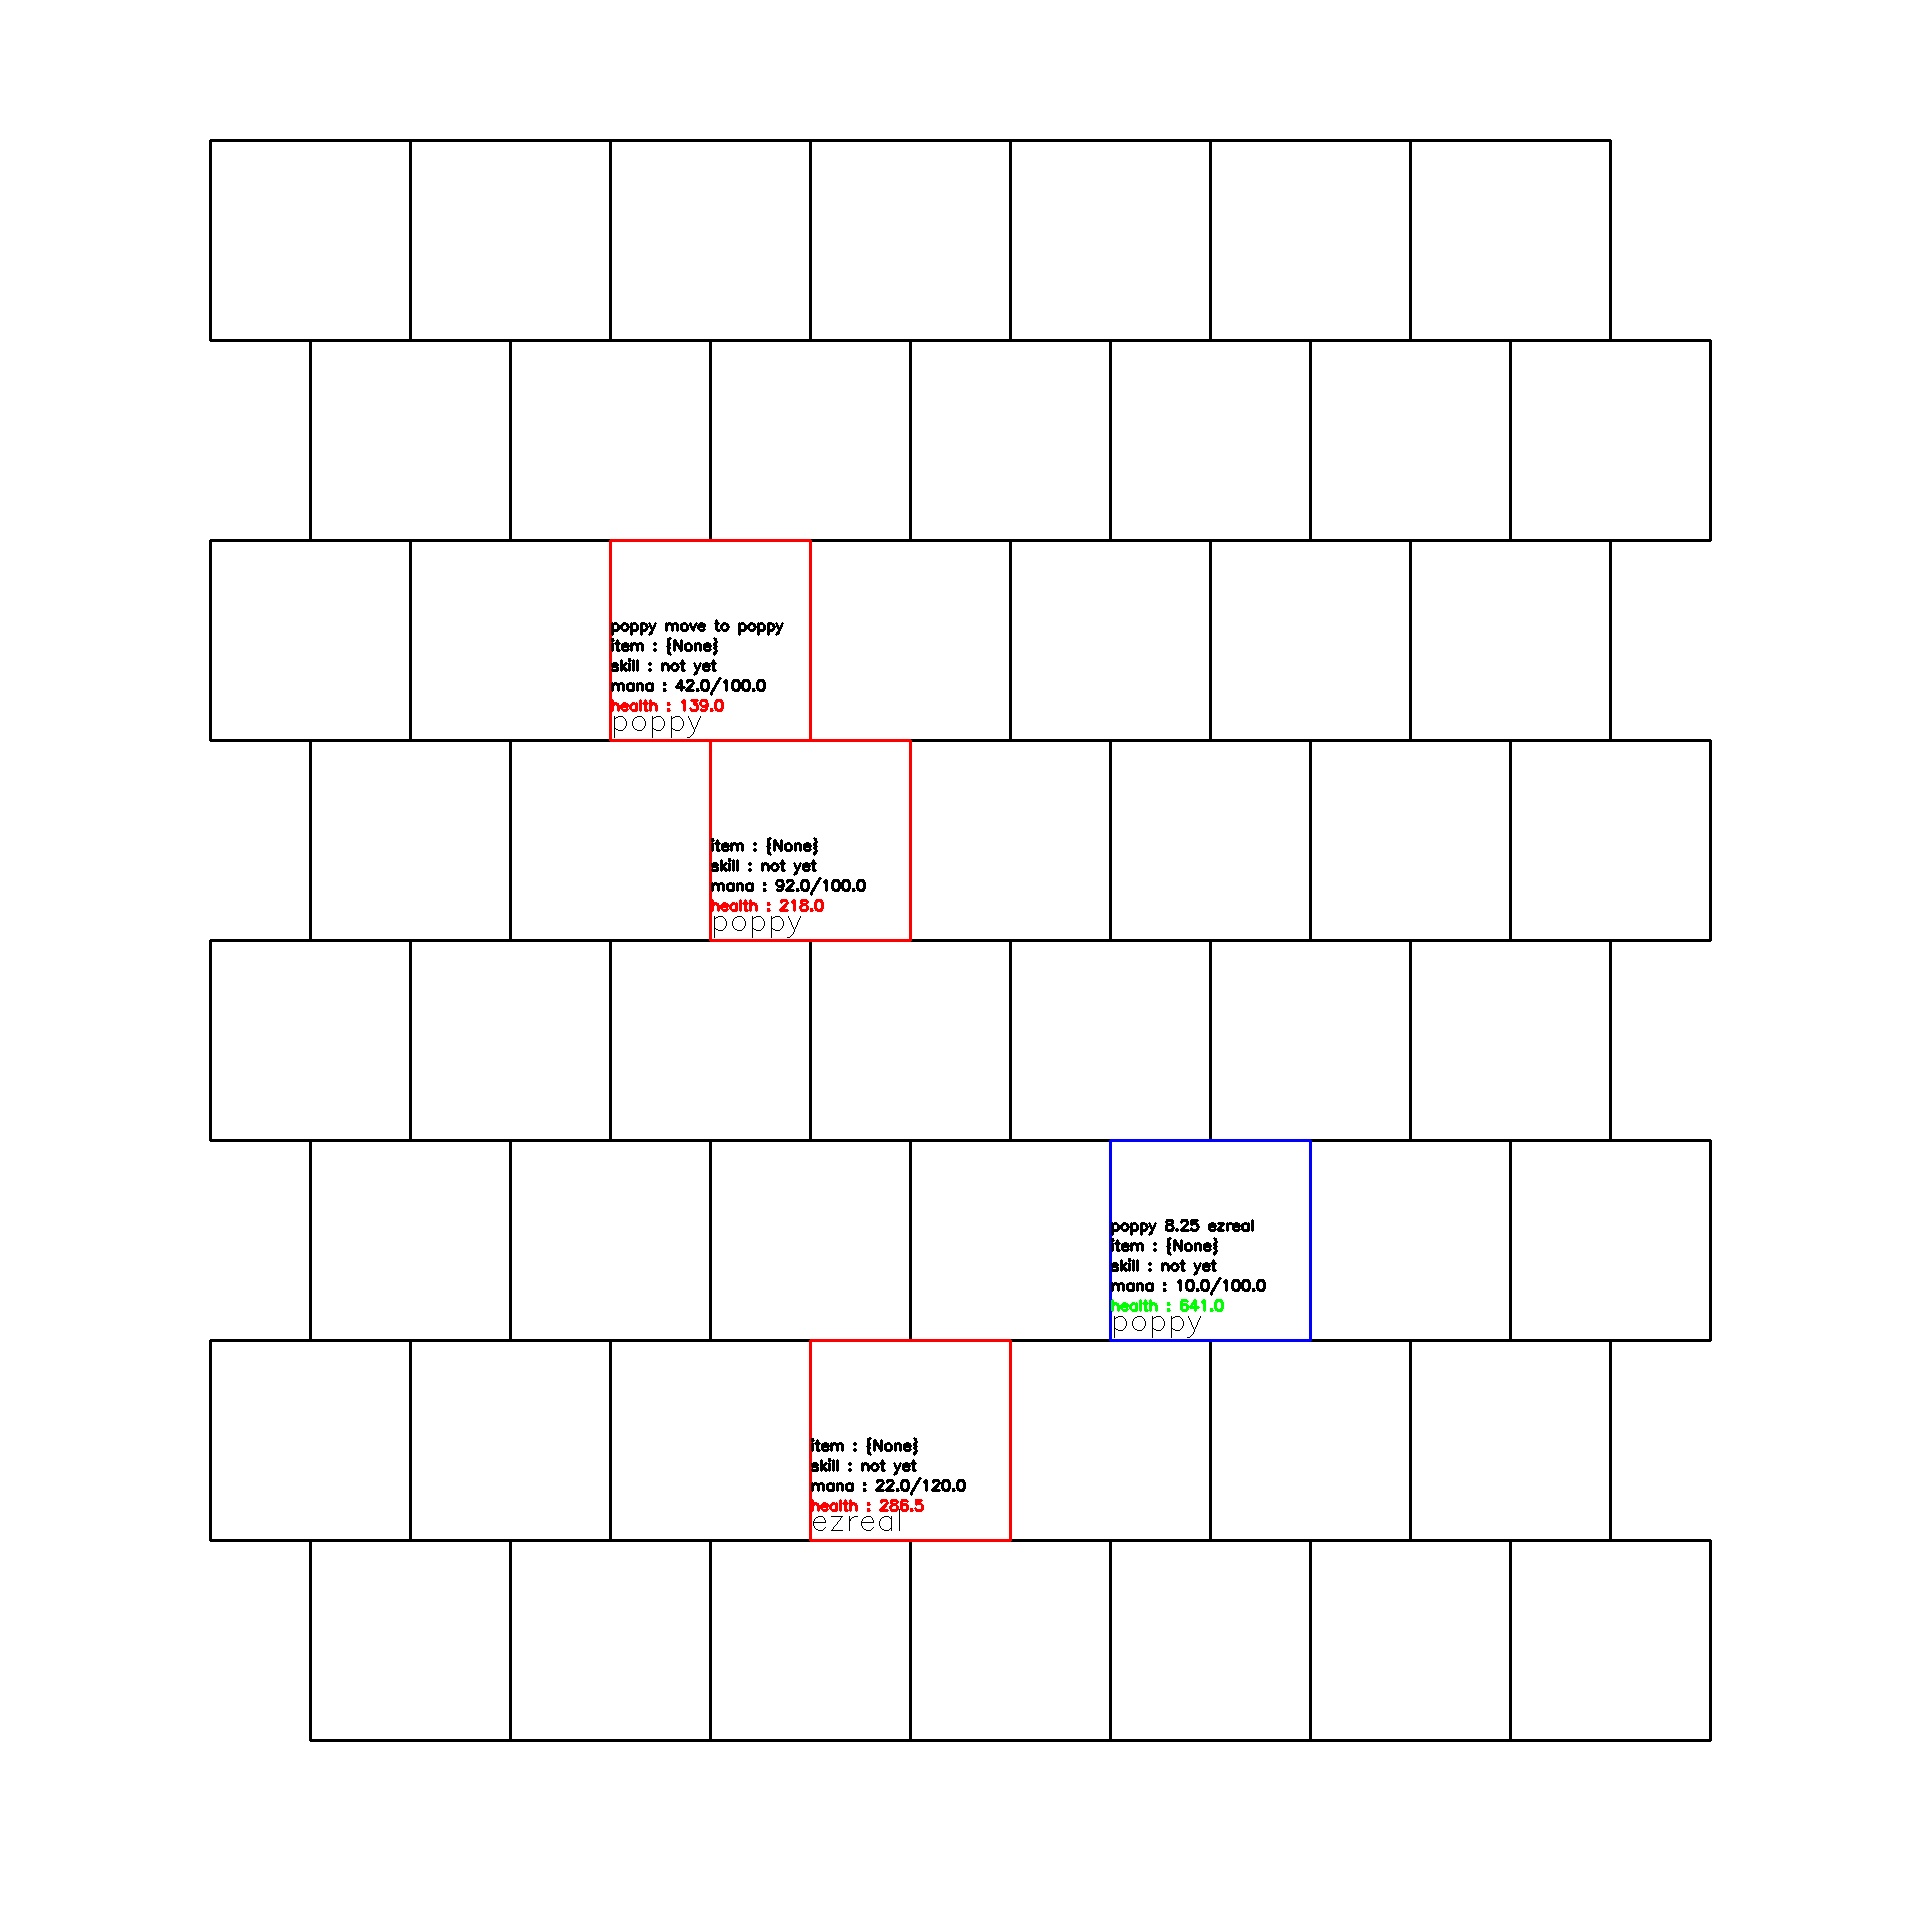 poppy move to poppy
item : {None}
skill : not yet
mana : 42.0/100.0
health : 139.0
poppy
item : {None}
skill : not yet
mana : 92.0/100.0
health : 218.0
poppy
poppy 8.25 ezreal
item : {None}
skill : not yet
mana : 10.0/100.0
health : 641.0
poppy
item : {None}
skill : not yet
mana : 22.0/120.0
health : 286.5
ezreal